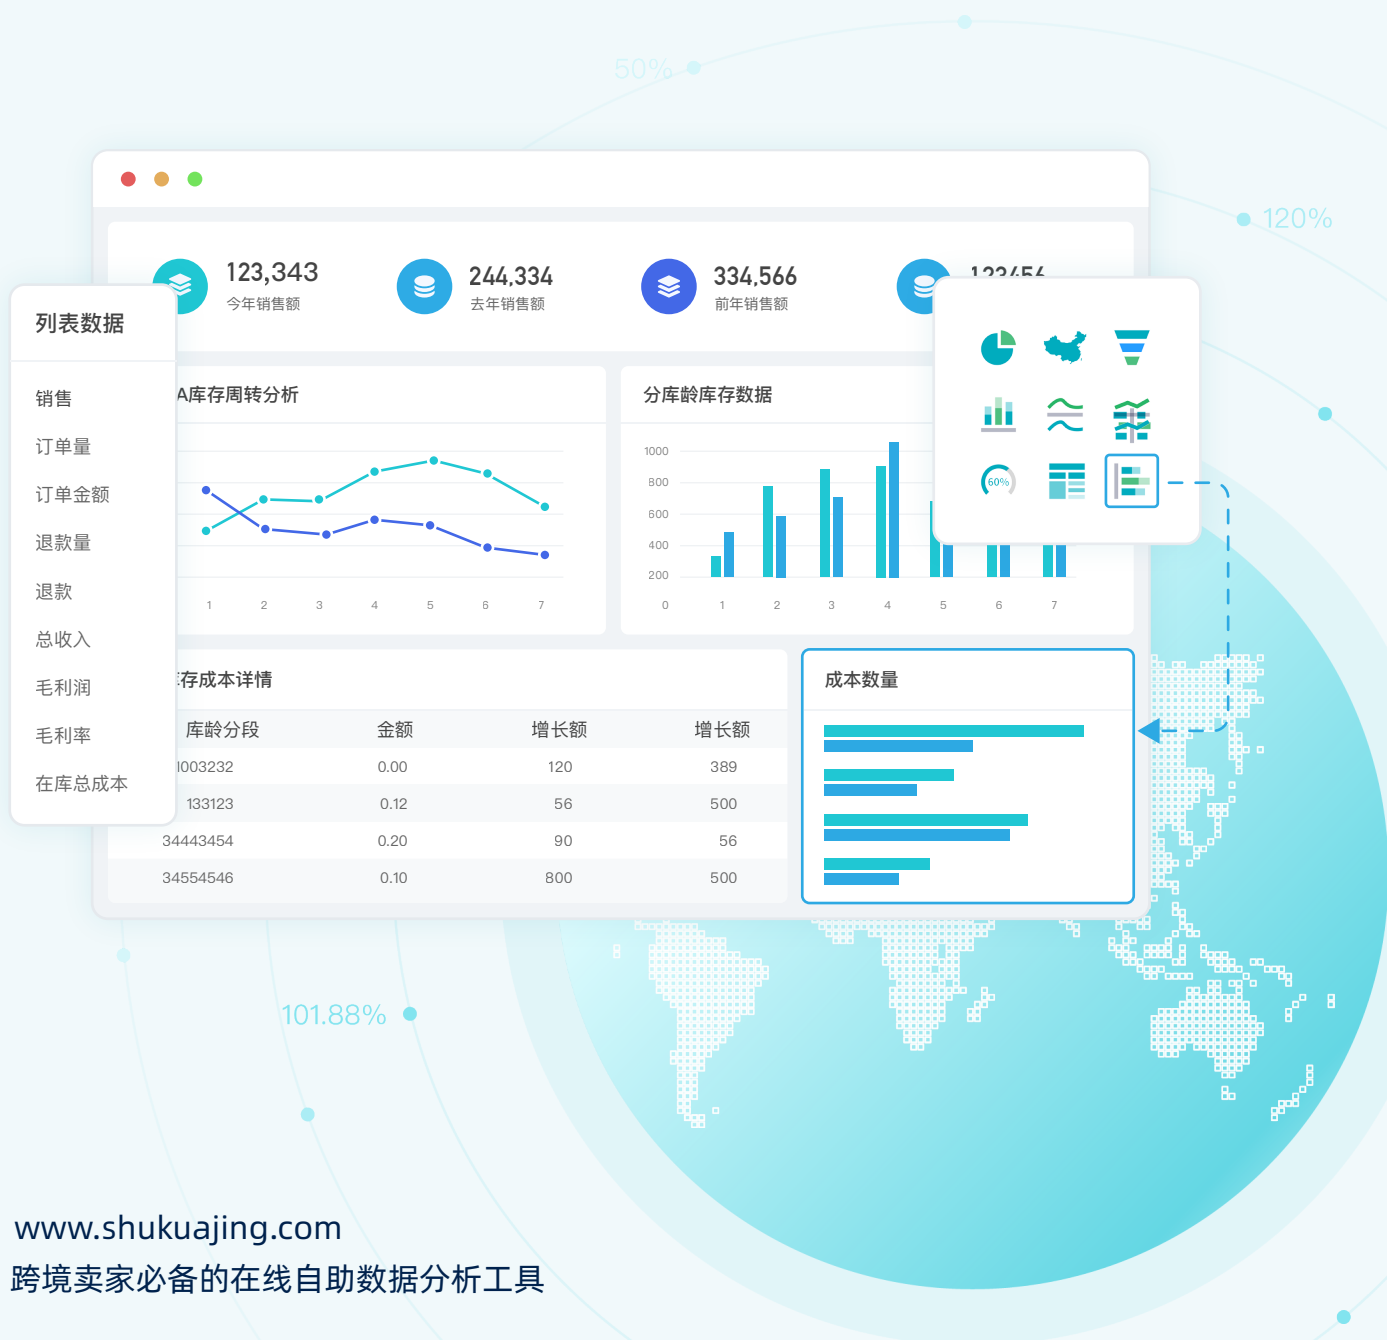 50%
120%
123,343
今年销售额
244,334
去年销售额
334,566
前年销售额
123456
列表数据
销售
订单量
订单金额
退款量
退款
总收入
毛利润
毛利率
在库总成本
A库存周转分析
1 2 3 4 5 6 7
分库龄库存数据
1000
800
600
400
200
0 1 2 3 4 5 6 7
60%
存成本详情
库龄分段 金额 增长额 增长额
1003232 0.00 120 389
133123 0.12 56 500
34443454 0.20 90 56
34554546 0.10 800 500
成本数量
101.88%
www.shukuajing.com
跨境卖家必备的在线自助数据分析工具